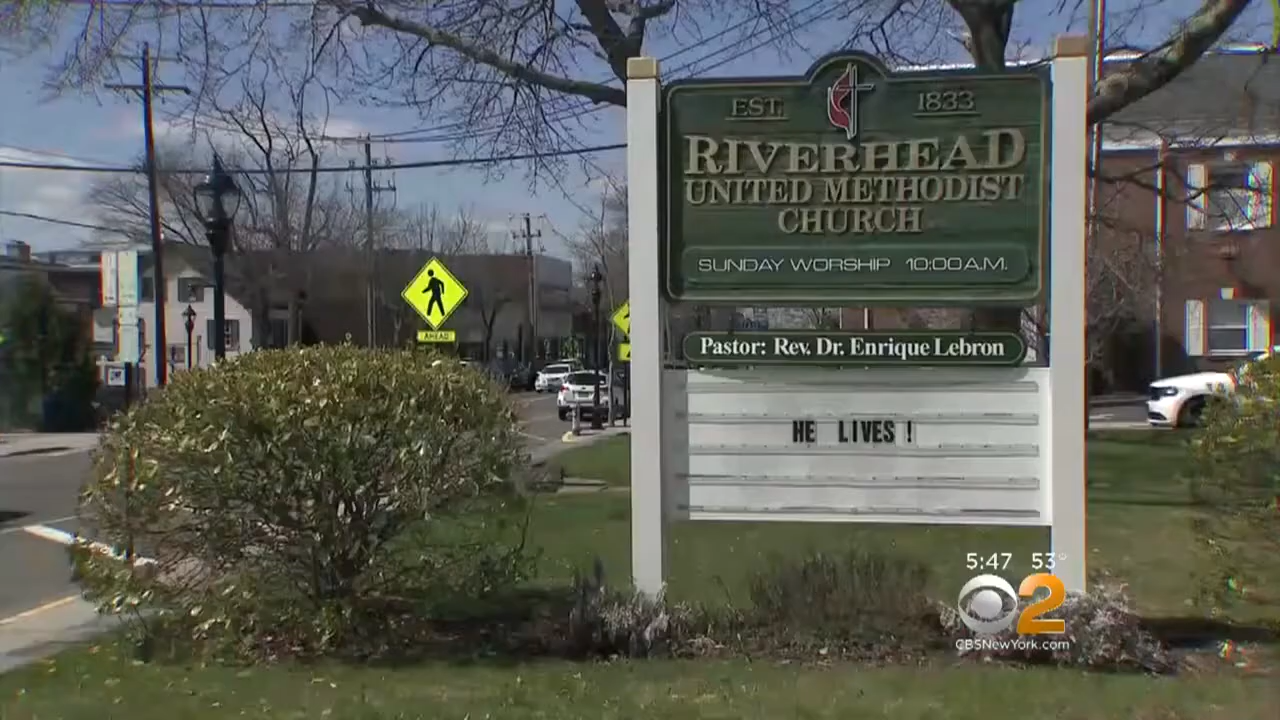 EST. 1833
RIVERHEAD
UNITED METHODIST
CHURCH
SUNDAY WORSHIP 10:00 A.M.
Pastor: Rev. Dr. Enrique Lebron
HE LIVES !
AHEAD
5:47 53°
2
CBSNewYork.com